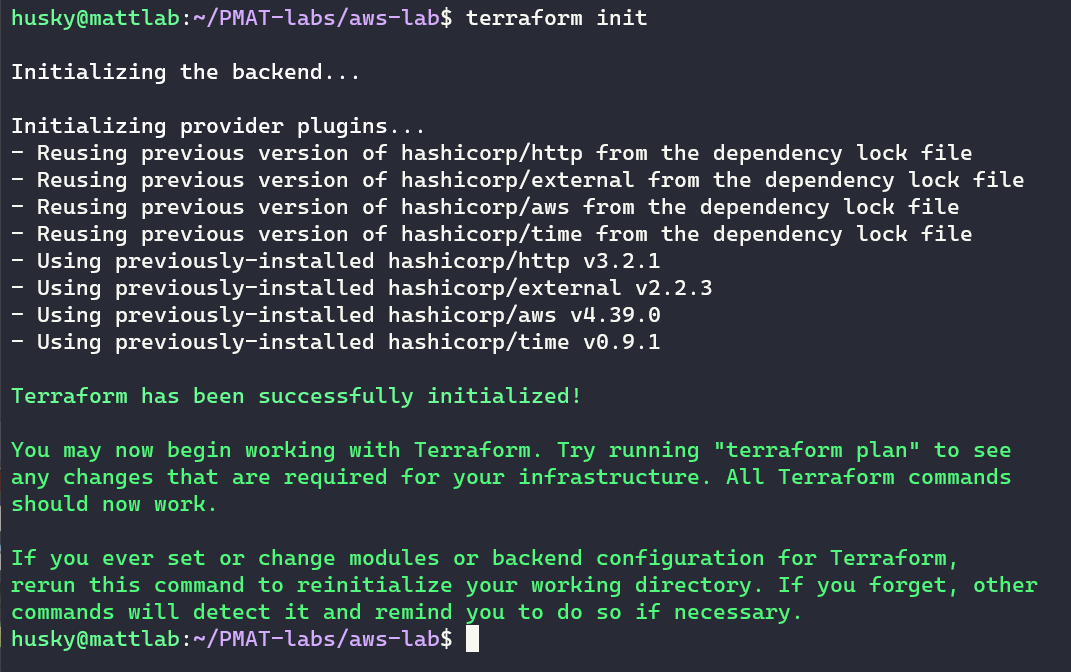 husky@mattlab:~/PMAT-labs/aws-lab$ terraform init
Initializing the backend...
Initializing provider plugins...
- Reusing previous version of hashicorp/http from the dependency lock file
- Reusing previous version of hashicorp/external from the dependency lock file
- Reusing previous version of hashicorp/aws from the dependency lock file
- Reusing previous version of hashicorp/time from the dependency lock file
- Using previously-installed hashicorp/http v3.2.1
- Using previously-installed hashicorp/external v2.2.3
- Using previously-installed hashicorp/aws v4.39.0
- Using previously-installed hashicorp/time v0.9.1
Terraform has been successfully initialized!
You may now begin working with Terraform. Try running "terraform plan" to see
any changes that are required for your infrastructure. All Terraform commands
should now work.
If you ever set or change modules or backend configuration for Terraform,
rerun this command to reinitialize your working directory. If you forget, other
commands will detect it and remind you to do so if necessary.
husky@mattlab:~/PMAT-labs/aws-lab$